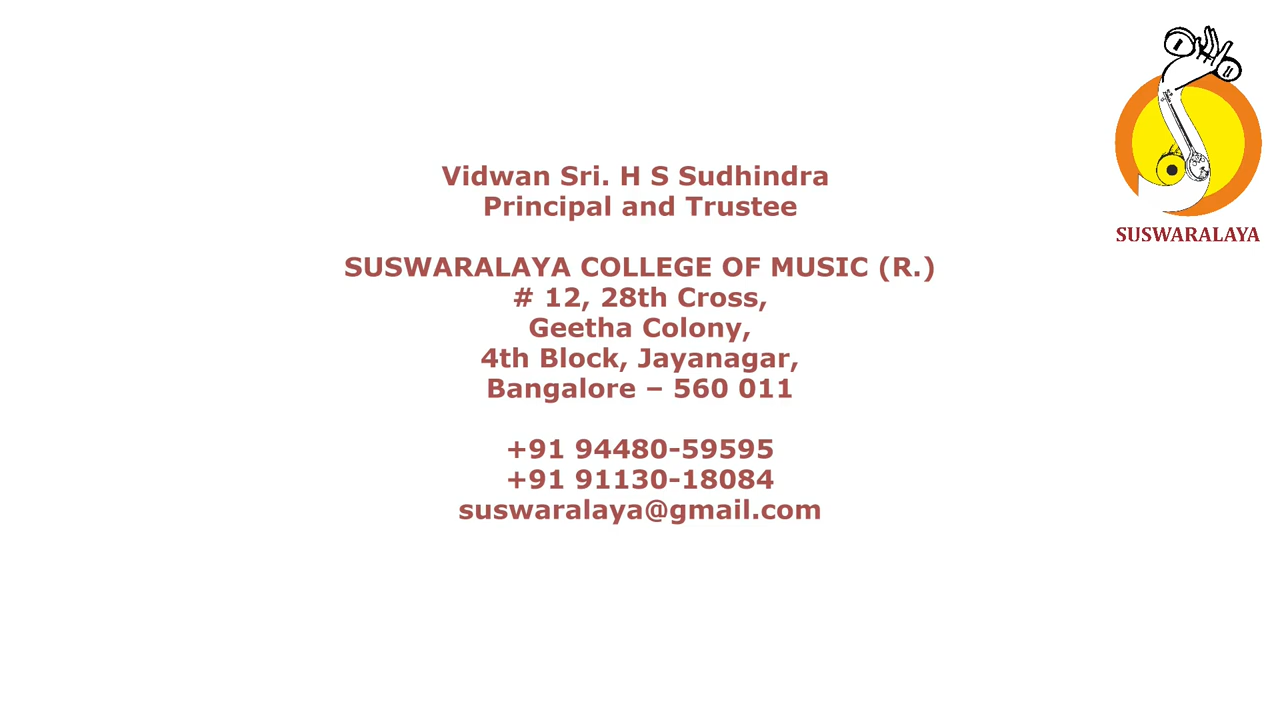 Vidwan Sri. H S Sudhindra
Principal and Trustee
SUSWARALAYA COLLEGE OF MUSIC (R.)
# 12, 28th Cross,
Geetha Colony,
4th Block, Jayanagar,
Bangalore – 560 011
+91 94480-59595
+91 91130-18084
suswaralaya@gmail.com
SUSWARALAYA